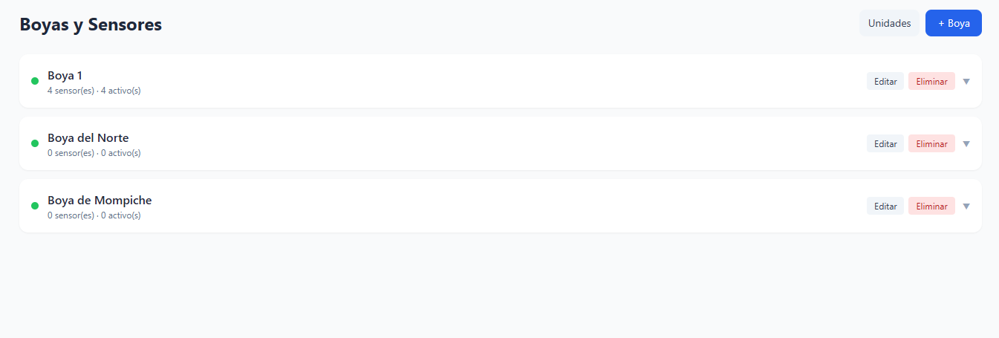 Boyas y Sensores
Unidades
+ Boya
Boya 1
4 sensor(es) · 4 activo(s)
Editar
Eliminar
▼
Boya del Norte
0 sensor(es) · 0 activo(s)
Editar
Eliminar
▼
Boya de Mompiche
0 sensor(es) · 0 activo(s)
Editar
Eliminar
▼